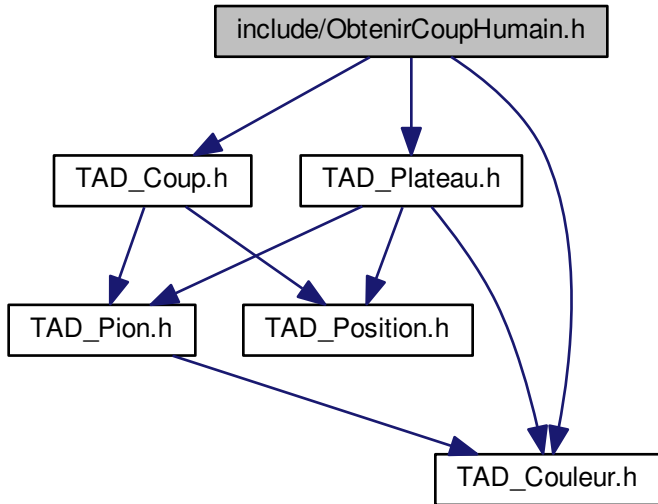 include/ObtenirCoupHumain.h
TAD_Coup.h
TAD_Plateau.h
TAD_Pion.h
TAD_Position.h
TAD_Couleur.h